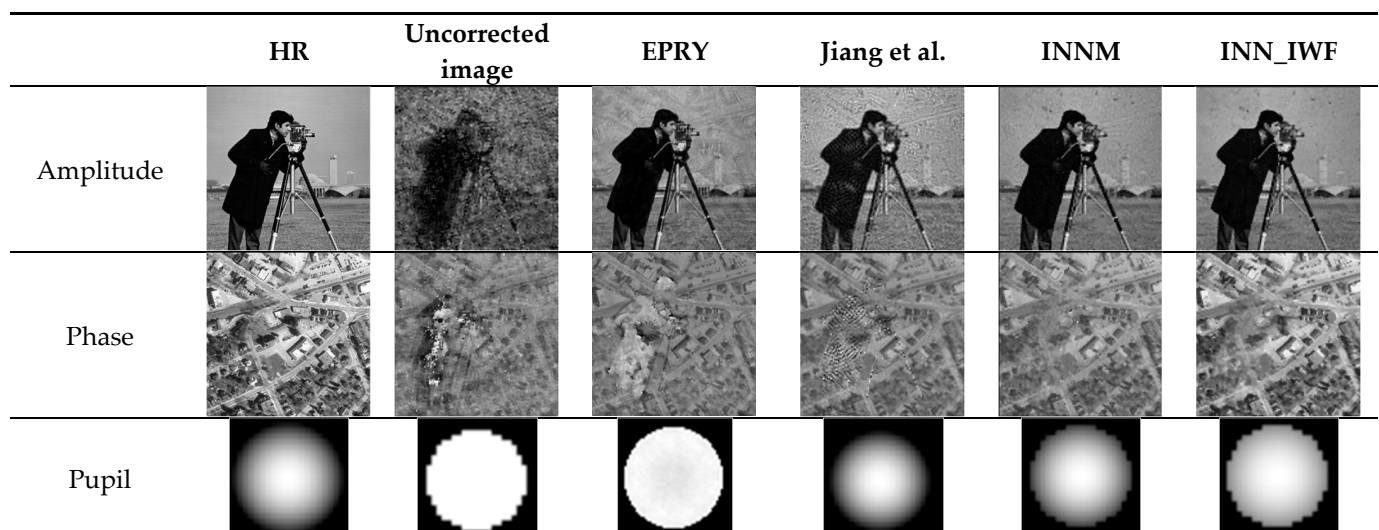 HR
Uncorrected
image
EPRY
Jiang et al.
INNM
INN_IWF
Amplitude
Phase
Pupil